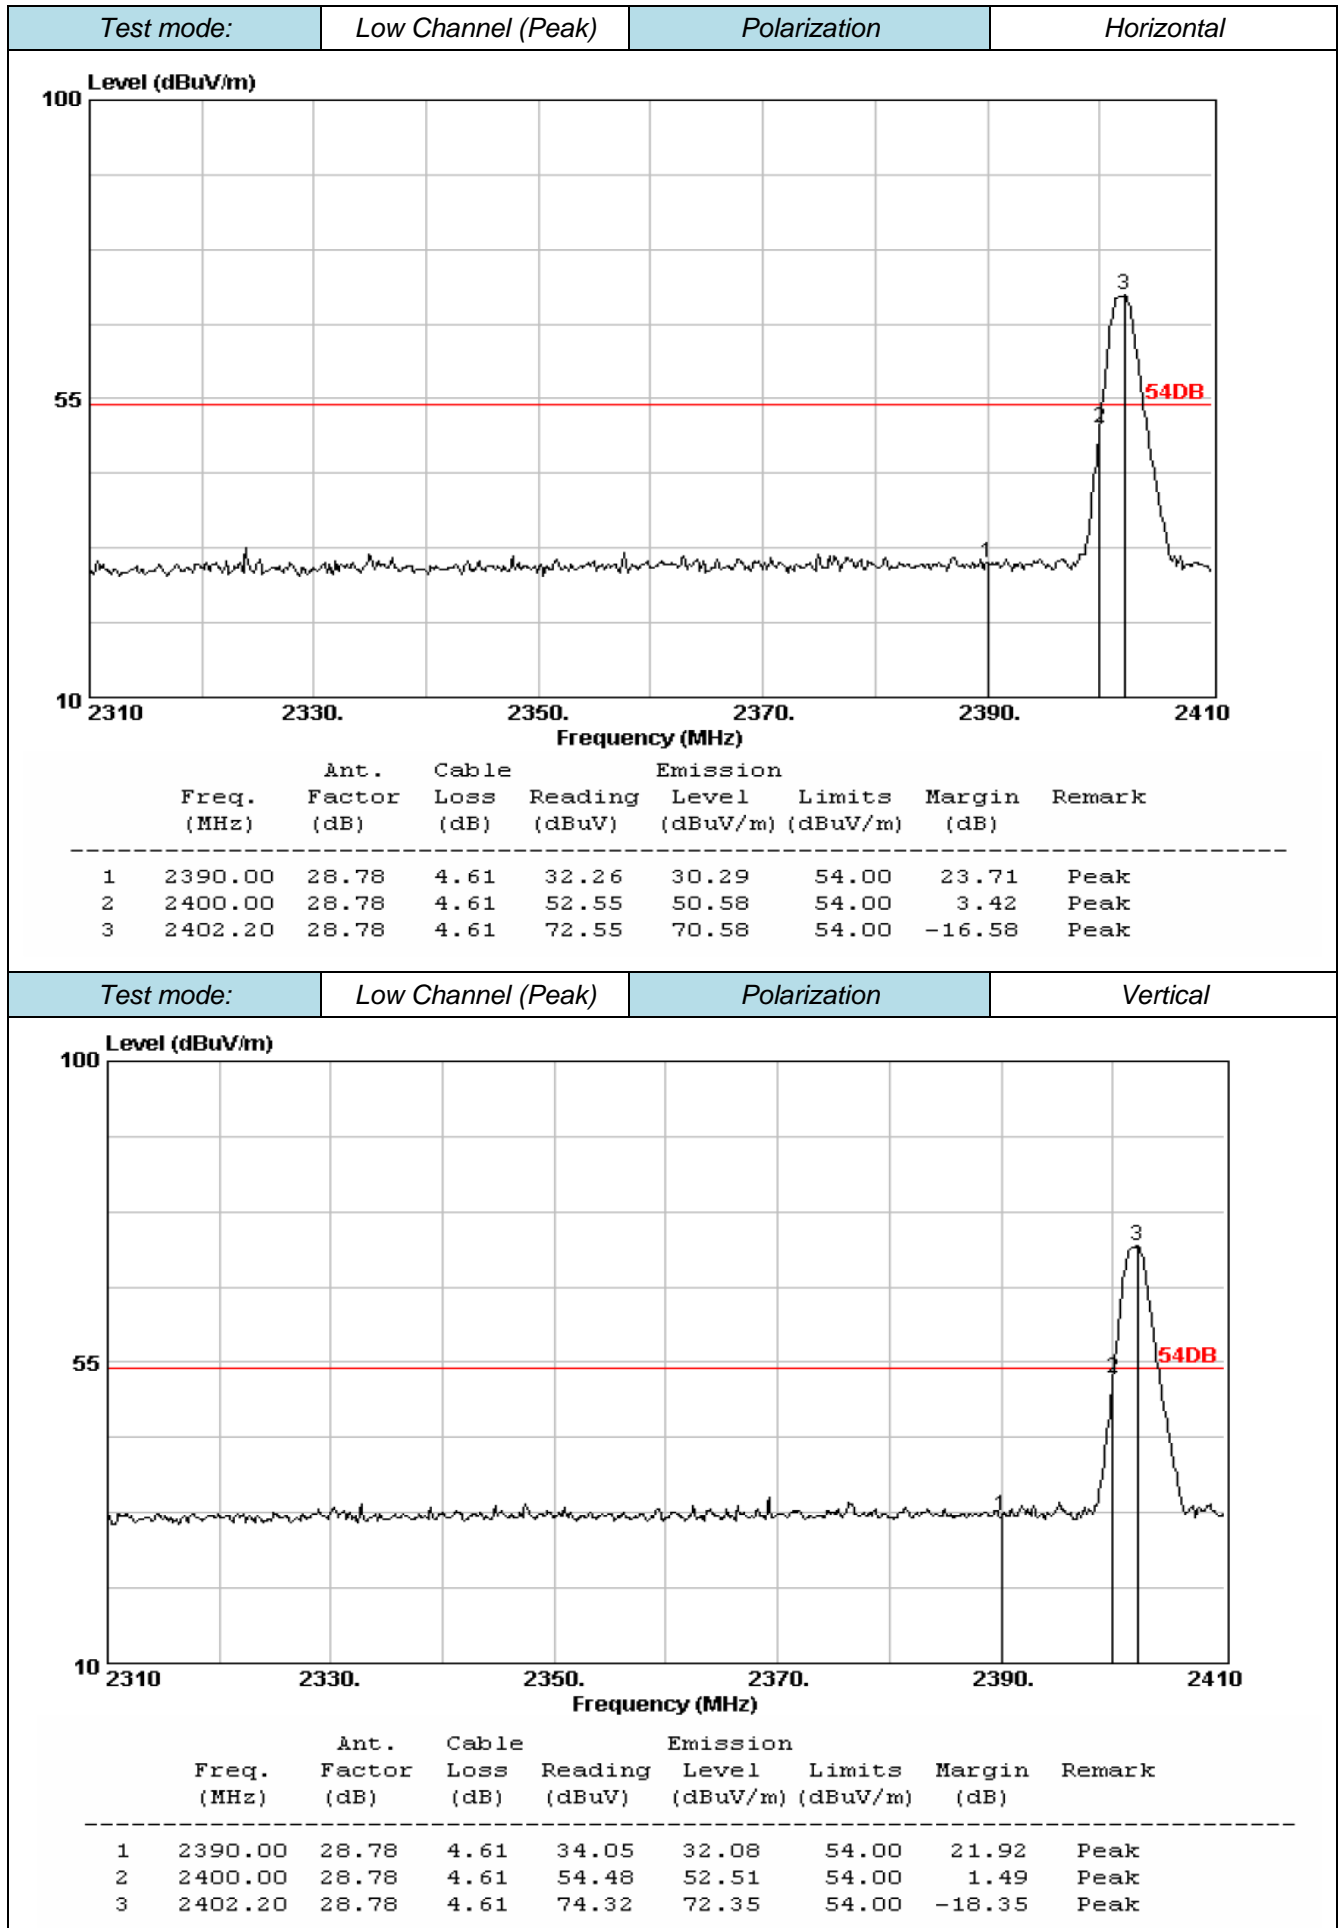 Test mode: Low Channel (Peak) Polarization Horizontal
Level (dBuV/m)
100
3
55
54DB
2
1
10
2310 2330. 2350. 2370. 2390. 2410
Frequency (MHz)
Ant. Cable Emission
Freq. Factor Loss Reading Level Limits Margin Remark
(MHz) (dB) (dB) (dBuV) (dBuV/m) (dBuV/m) (dB)
1 2390.00 28.78 4.61 32.26 30.29 54.00 23.71 Peak
2 2400.00 28.78 4.61 52.55 50.58 54.00 3.42 Peak
3 2402.20 28.78 4.61 72.55 70.58 54.00 -16.58 Peak
Test mode: Low Channel (Peak) Polarization Vertical
Level (dBuV/m)
100
3
55
54DB
2
1
10
2310 2330. 2350. 2370. 2390. 2410
Frequency (MHz)
Ant. Cable Emission
Freq. Factor Loss Reading Level Limits Margin Remark
(MHz) (dB) (dB) (dBuV) (dBuV/m) (dBuV/m) (dB)
1 2390.00 28.78 4.61 34.05 32.08 54.00 21.92 Peak
2 2400.00 28.78 4.61 54.48 52.51 54.00 1.49 Peak
3 2402.20 28.78 4.61 74.32 72.35 54.00 -18.35 Peak